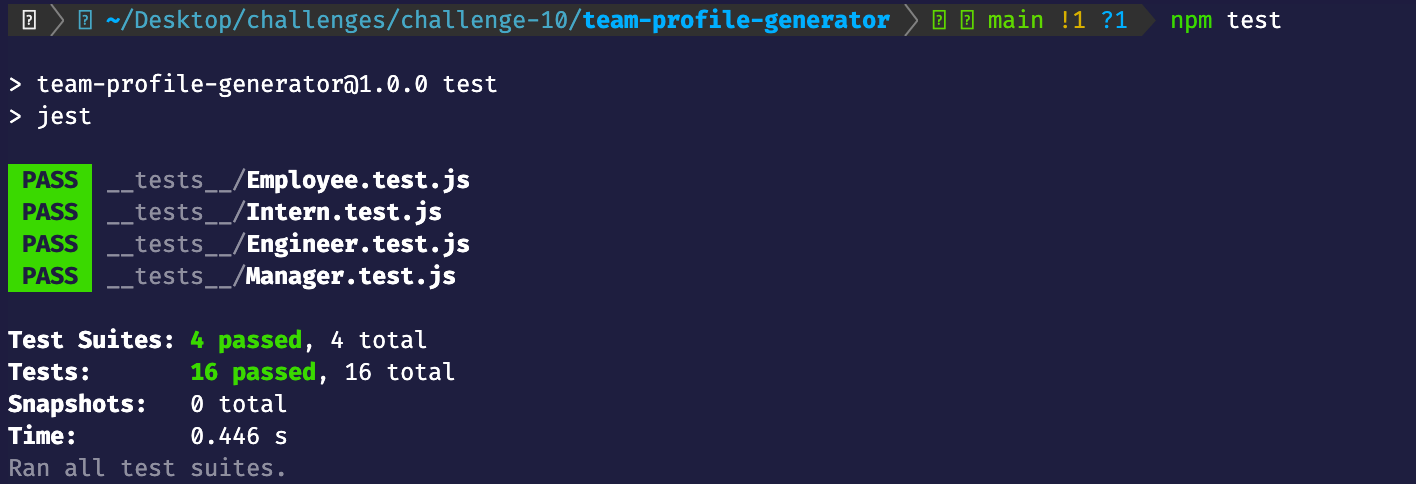 ~/Desktop/challenges/challenge-10/team-profile-generator main !1 ?1 npm test
> team-profile-generator@1.0.0 test
> jest
PASS __tests__/Employee.test.js
PASS __tests__/Intern.test.js
PASS __tests__/Engineer.test.js
PASS __tests__/Manager.test.js
Test Suites: 4 passed, 4 total
Tests: 16 passed, 16 total
Snapshots: 0 total
Time: 0.446 s
Ran all test suites.